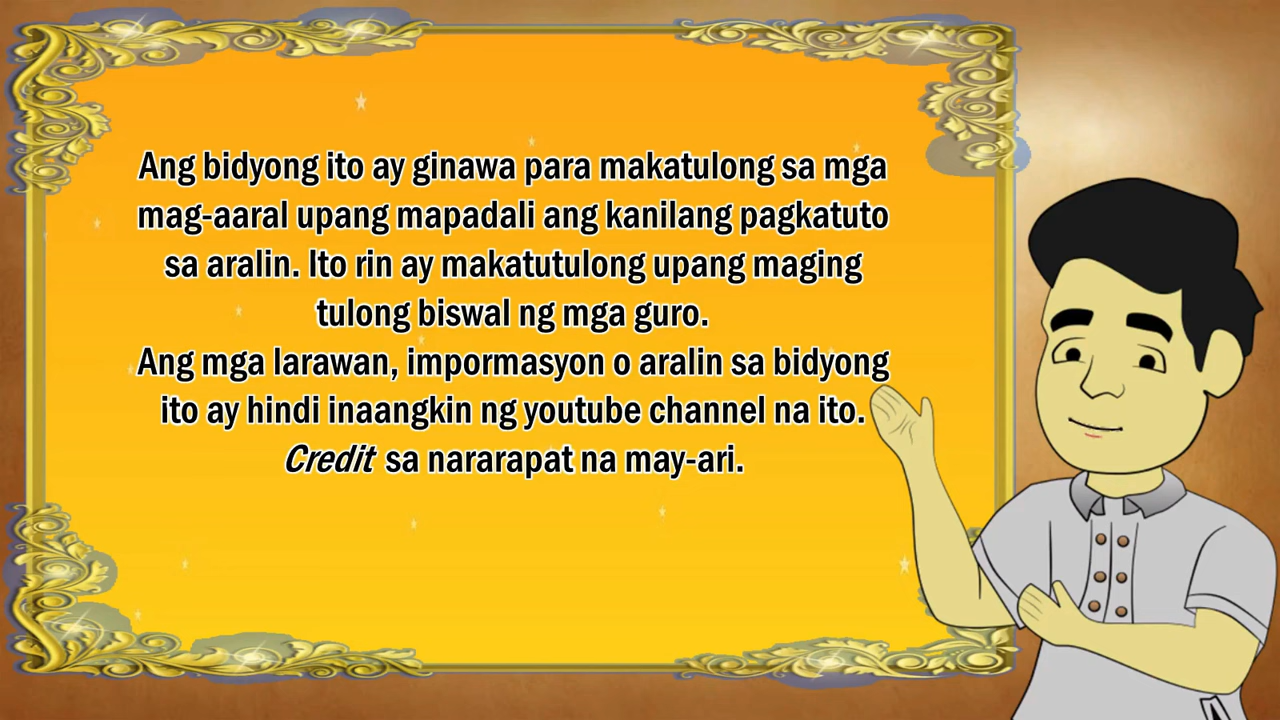 Ang bidyong ito ay ginawa para makatulong sa mga
mag-aaral upang mapadali ang kanilang pagkatuto
sa aralin. Ito rin ay makatutulong upang maging
tulong biswal ng mga guro.
Ang mga larawan, impormasyon o aralin sa bidyong
ito ay hindi inaangkin ng youtube channel na ito.
Credit sa nararapat na may-ari.